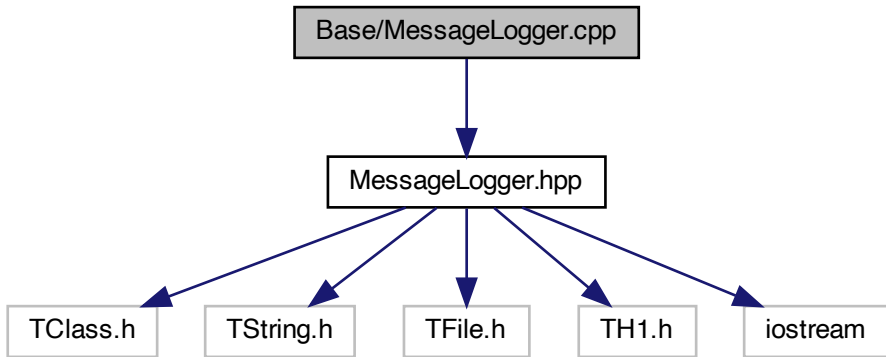 Base/MessageLogger.cpp
MessageLogger.hpp
TClass.h
TString.h
TFile.h
TH1.h
iostream